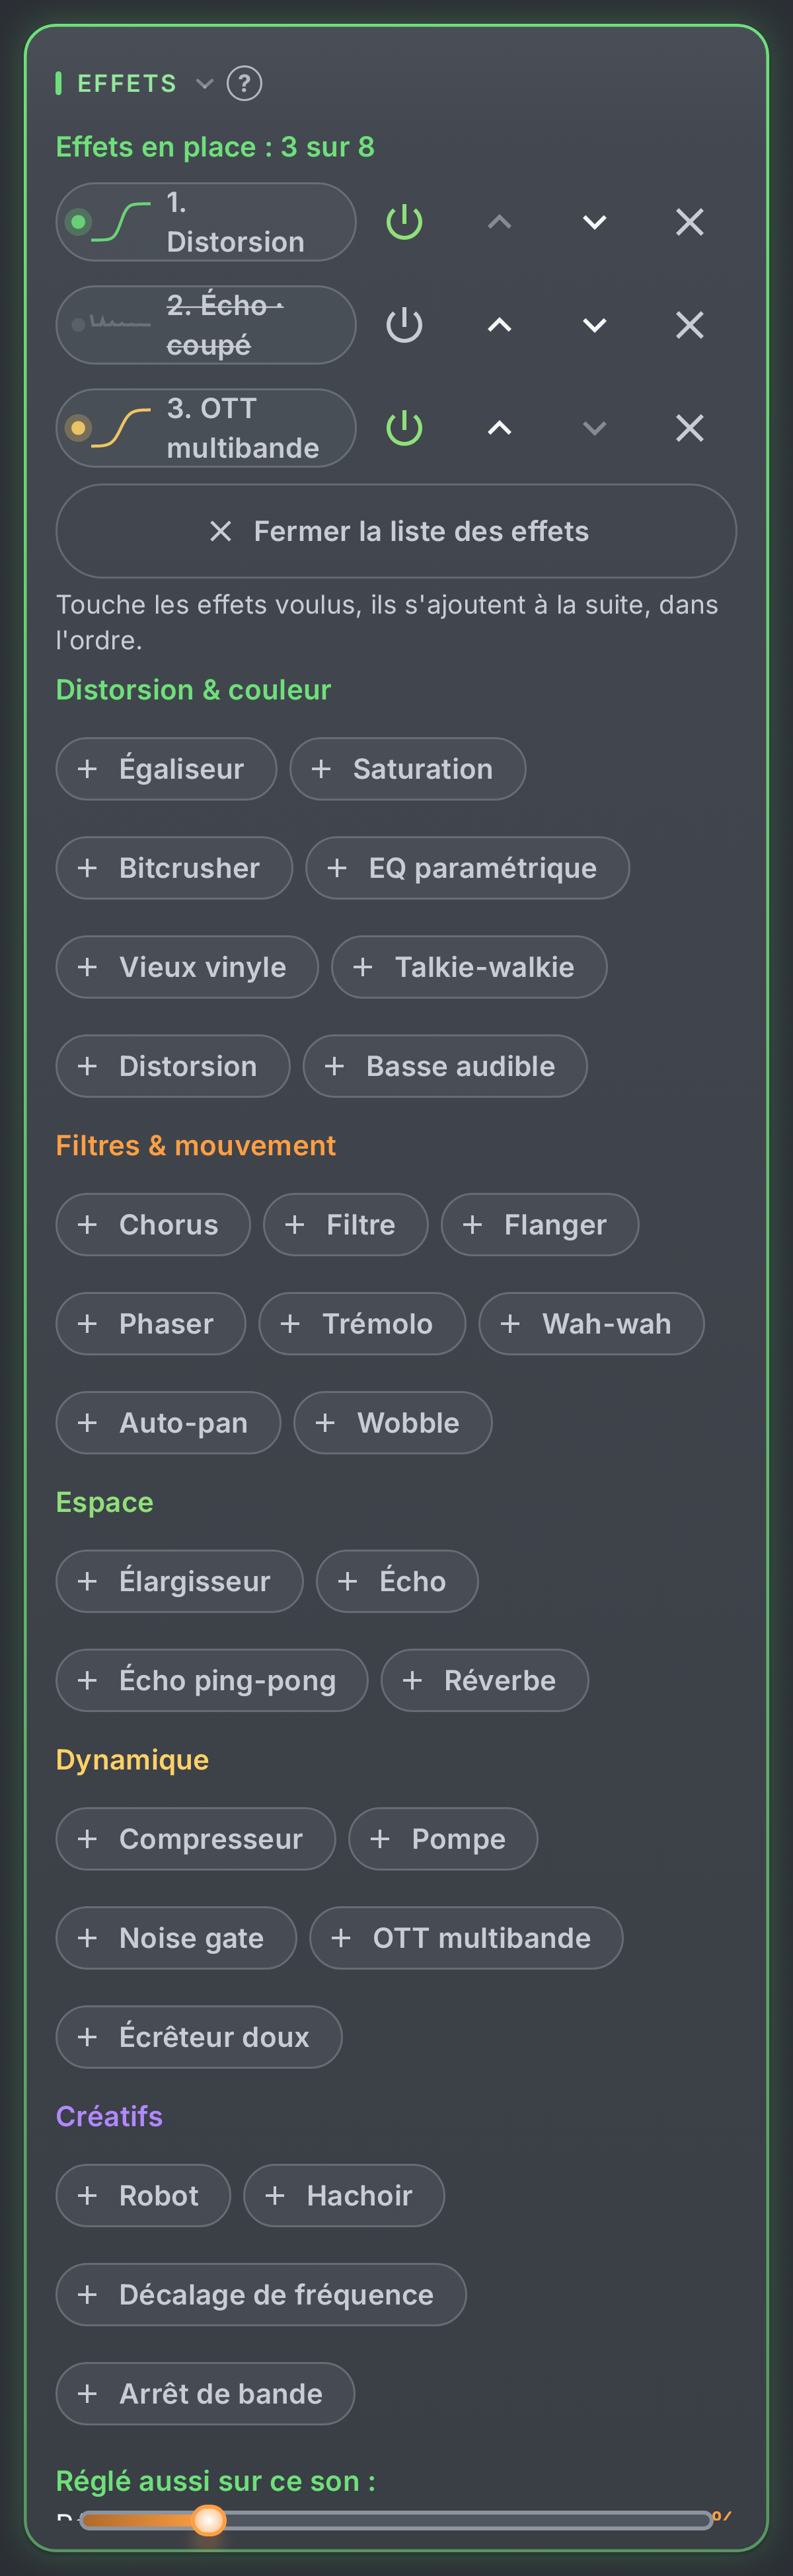 EFFETS ?
Effets en place : 3 sur 8
1.
Distorsion
2. Écho ·
coupé
3. OTT
multibande
Fermer la liste des effets
Touche les effets voulus, ils s'ajoutent à la suite, dans
l'ordre.
Distorsion & couleur
+ Égaliseur + Saturation
+ Bitcrusher + EQ paramétrique
+ Vieux vinyle + Talkie-walkie
+ Distorsion + Basse audible
Filtres & mouvement
+ Chorus + Filtre + Flanger
+ Phaser + Trémolo + Wah-wah
+ Auto-pan + Wobble
Espace
+ Élargisseur + Écho
+ Écho ping-pong + Réverbe
Dynamique
+ Compresseur + Pompe
+ Noise gate + OTT multibande
+ Écrêteur doux
Créatifs
+ Robot + Hachoir
+ Décalage de fréquence
+ Arrêt de bande
Réglé aussi sur ce son :